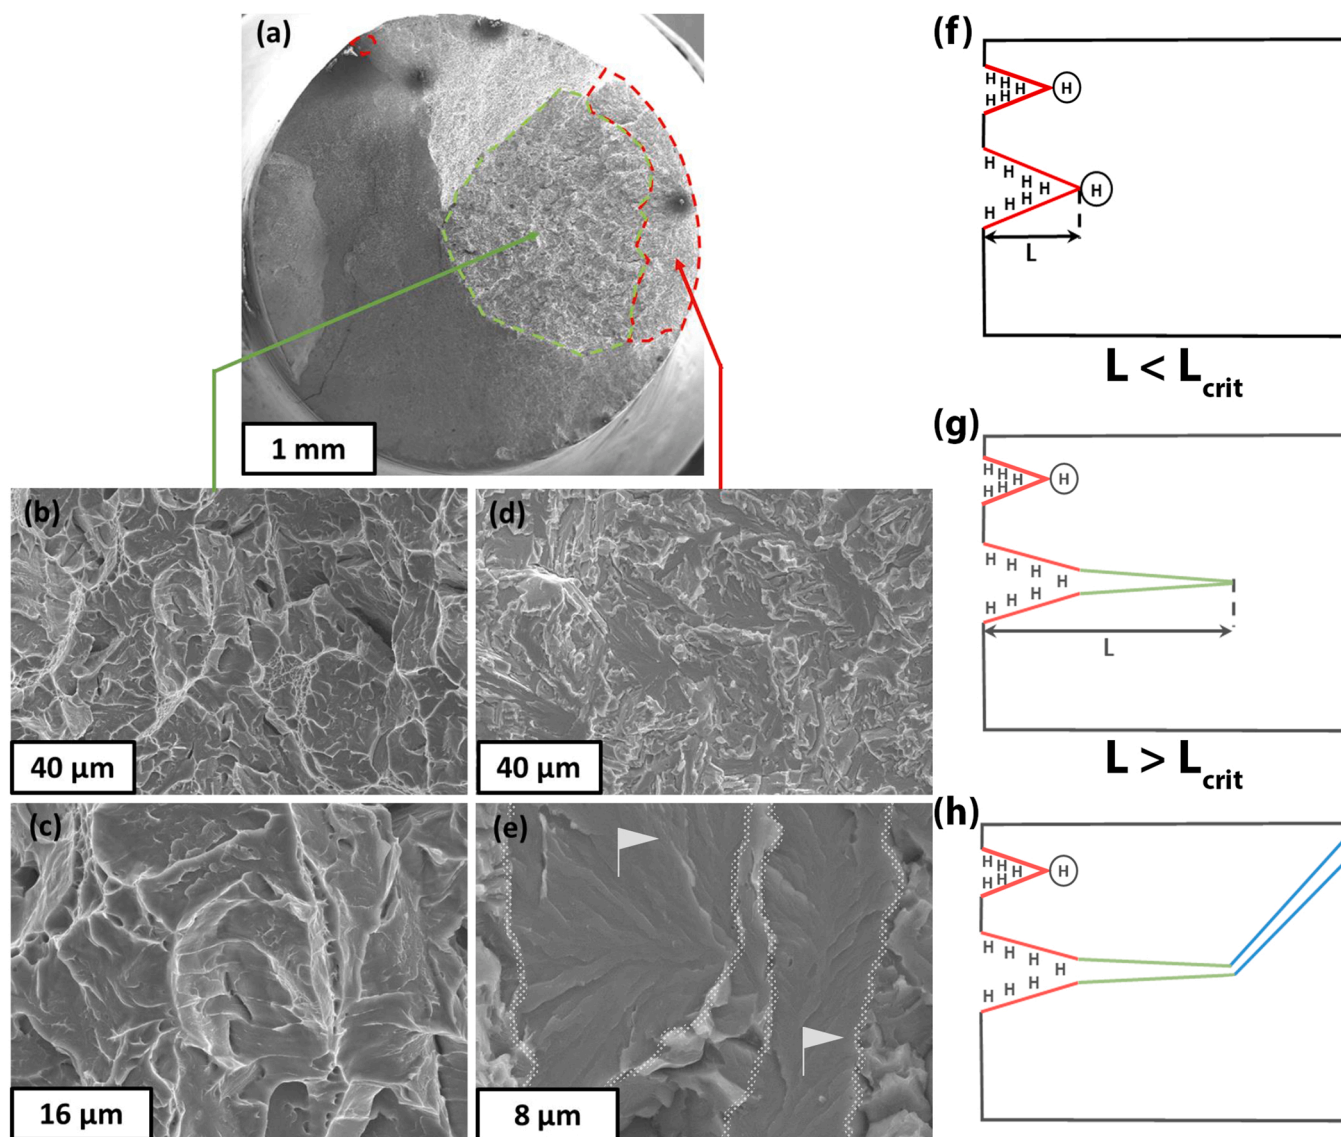 (a)
1 mm
(b)
40 μm
(c)
16 μm
(d)
40 μm
(e)
8 μm
(f)
H H H H H H
H
H H H H H H H
H
L
L < Lcrit
(g)
H H H H H H
H
H H H H H H H H
L
L > Lcrit
(h)
H H H H H H
H
H H H H H H H H